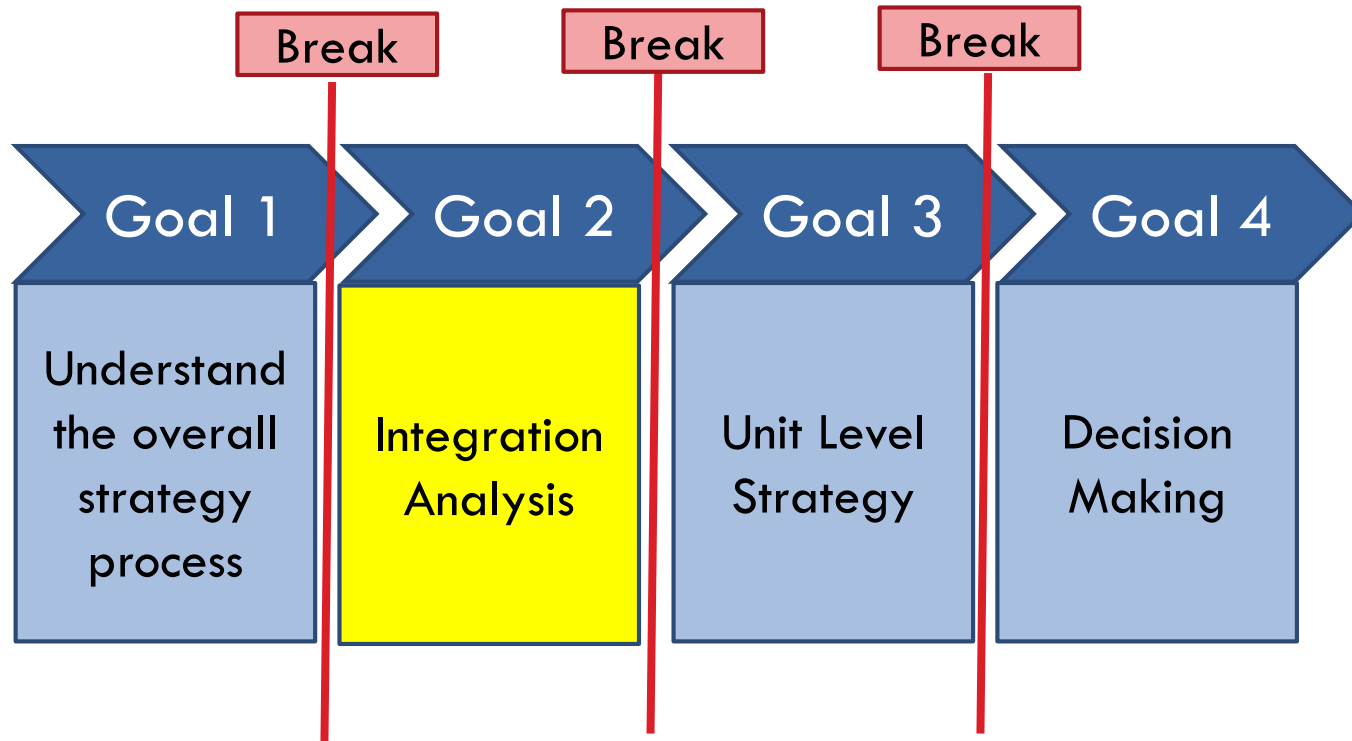 Break
Break
Break
Goal 1
Goal 2
Goal 3
Goal 4
Understand
the overall
strategy
process
Integration
Analysis
Unit Level
Strategy
Decision
Making